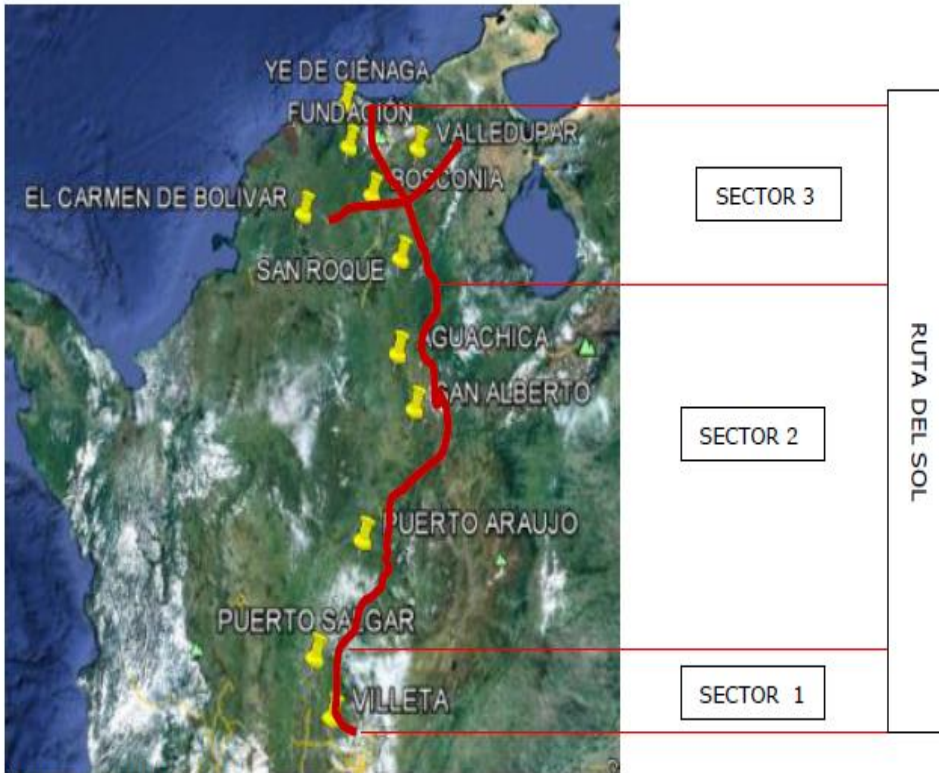 YE DE CIÉNAGA
FUNDACIÓN
VALLEDUPAR
BOSCONIA
EL CARMEN DE BOLIVAR
SAN ROQUE
AGUACHICA
SAN ALBERTO
PUERTO ARAUJO
PUERTO SALGAR
VILLETA
SECTOR 3
SECTOR 2
SECTOR 1
RUTA DEL SOL